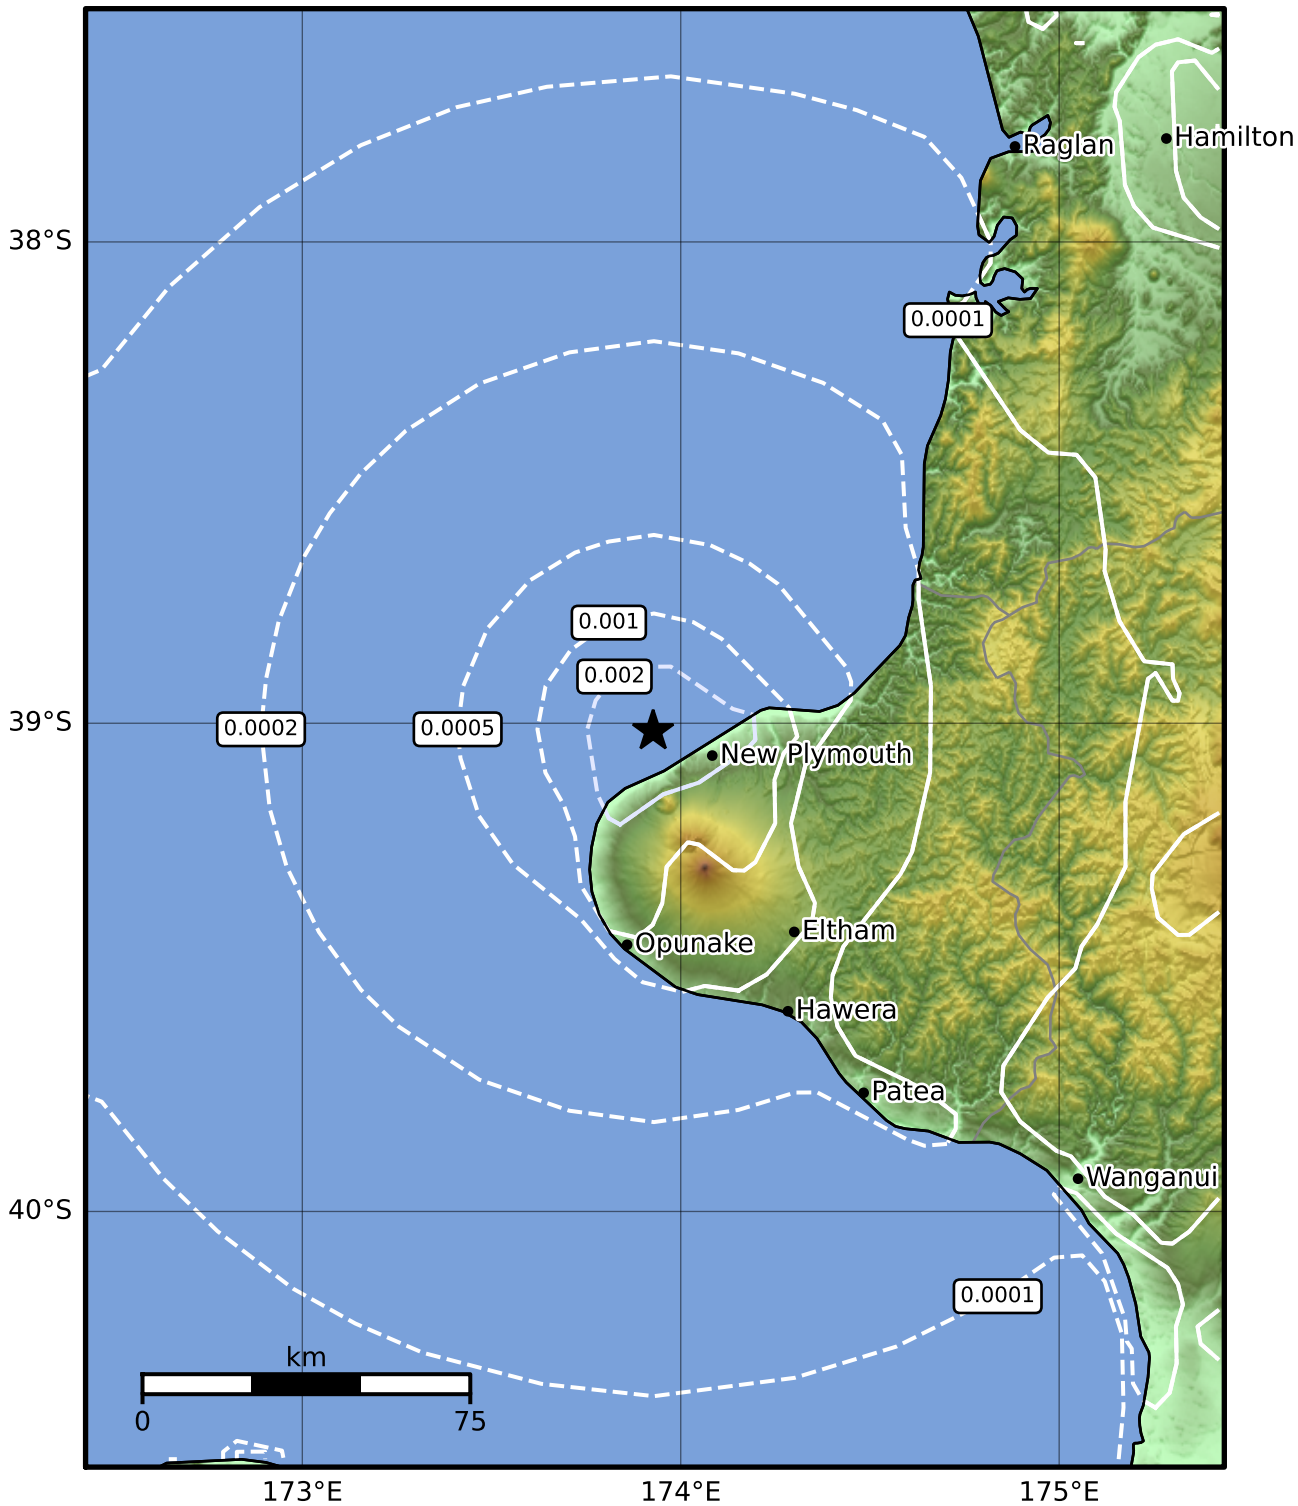 Hamilton
Raglan
38°S
0.0001
0.001
0.002
39°S
0.0002
0.0005
New Plymouth
Eltham
Opunake
Hawera
Patea
Wanganui
40°S
0.0001
km
0
75
173°E
174°E
175°E